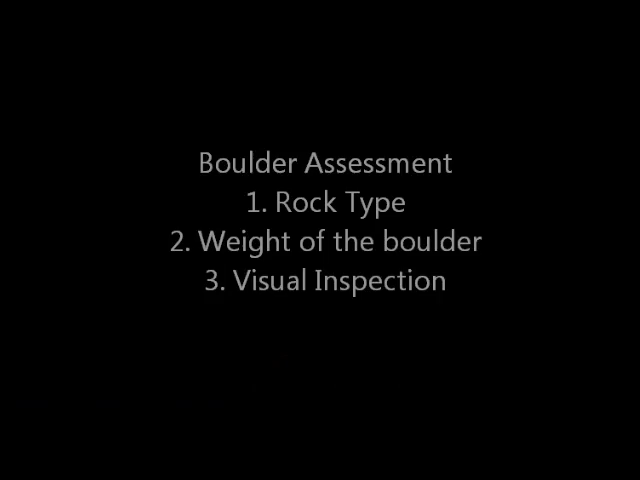 Boulder Assessment
1. Rock Type
2. Weight of the boulder
3. Visual Inspection